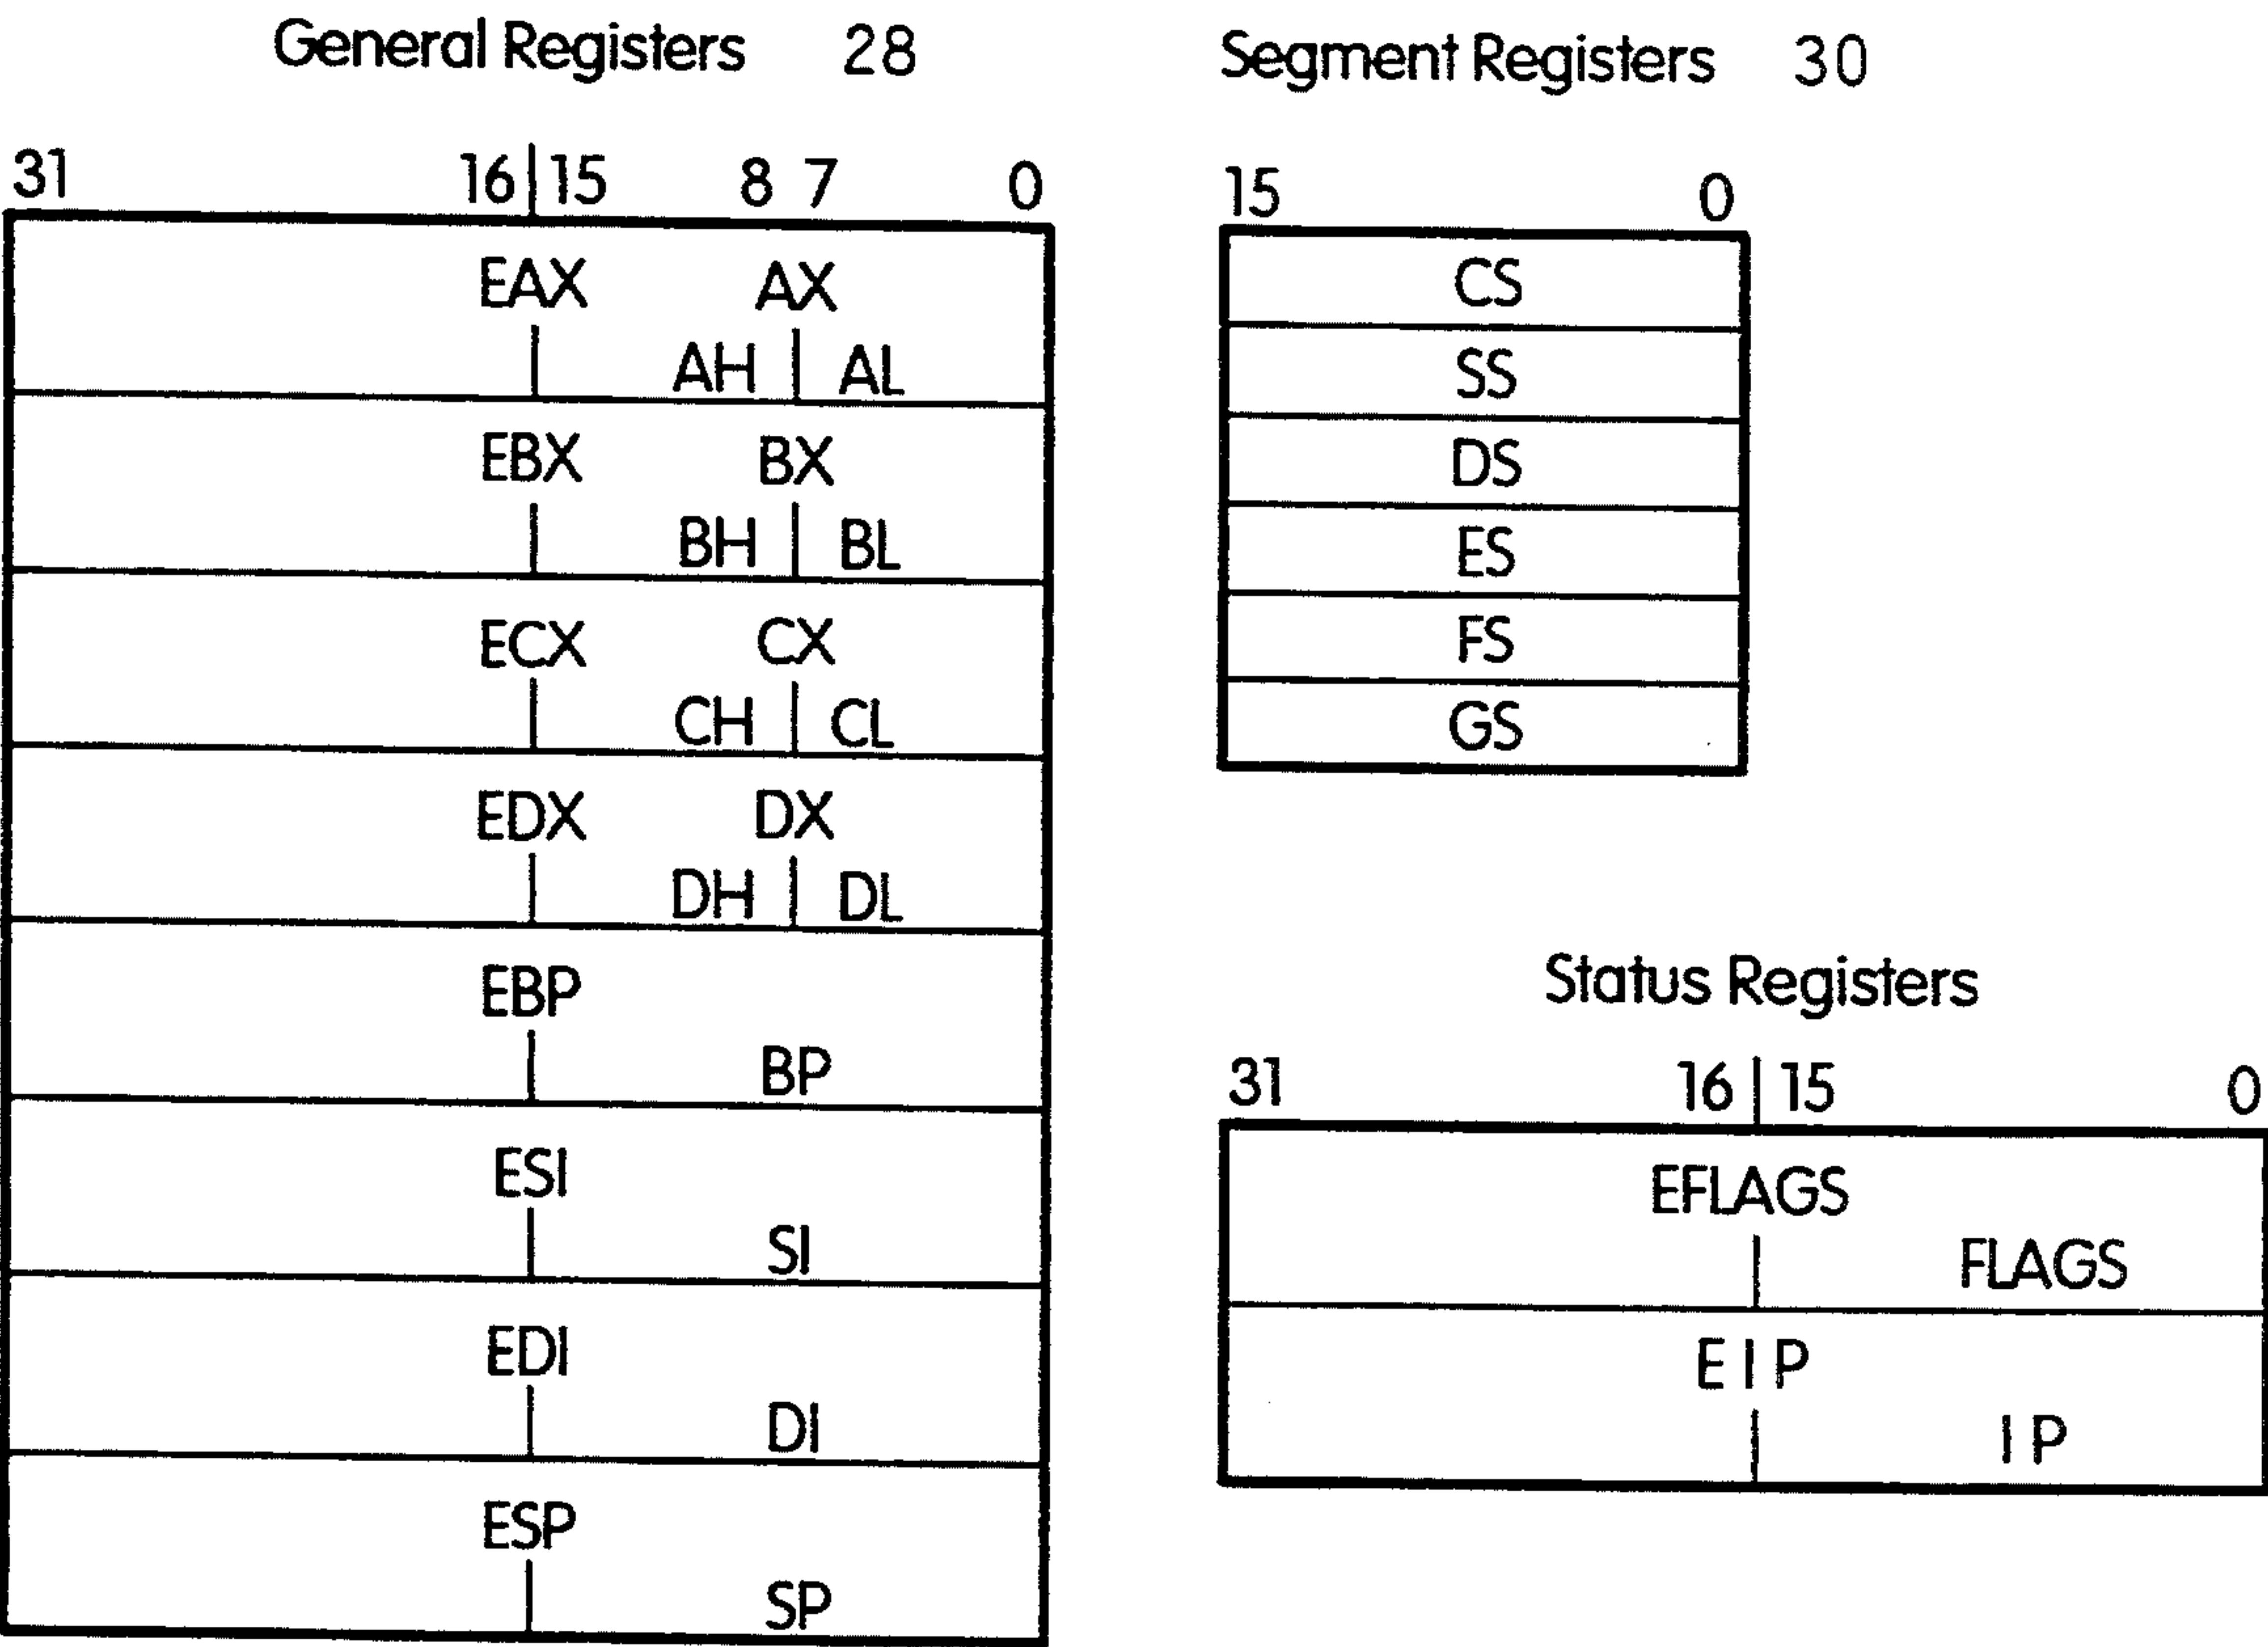 General Registers 28
31 16 15 8 7 0
EAX AX
AH AL
EBX BX
BH BL
ECX CX
CH CL
EDX DX
DH DL
EBP
BP
ESI
SI
EDI
DI
ESP
SP
Segment Registers 30
15 0
CS
SS
DS
ES
FS
GS
Status Registers
31 16 15 0
EFLAGS
FLAGS
EIP
IP